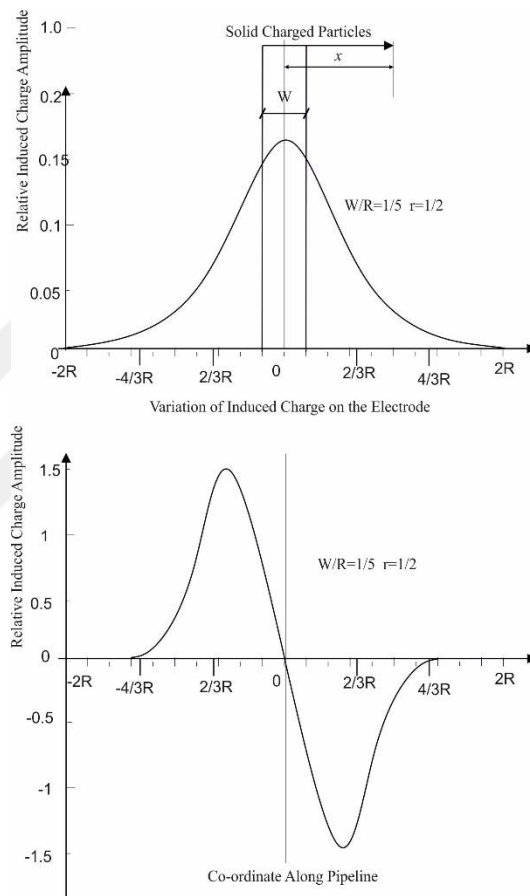 1.0
Solid Charged Particles
x
0.2
W
Relative Induced Charge Amplitude
0.15
W/R=1/5 r=1/2
0.1
0.05
0
-2R
-4/3R
2/3R
0
2/3R
4/3R
2R
Variation of Induced Charge on the Electrode
Relative Induced Charge Amplitude
1.5
1
W/R=1/5 r=1/2
0.5
0
-2R
-4/3R
2/3R
0
2/3R
4/3R
2R
-0.5
-1
-1.5
Co-ordinate Along Pipeline